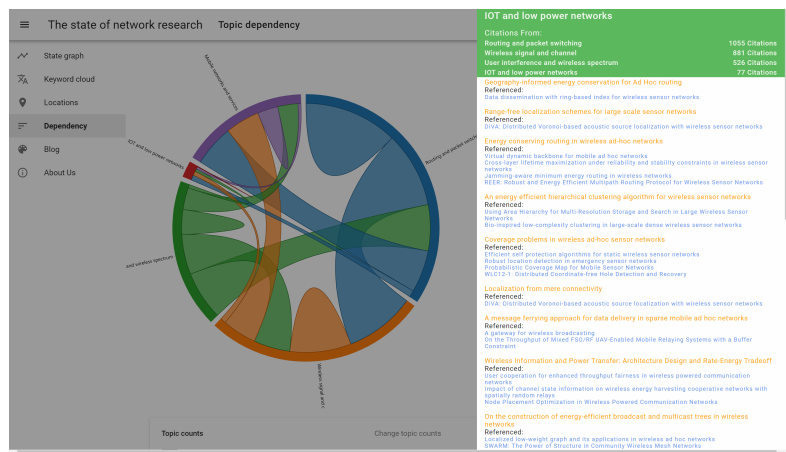 The state of network research
Topic dependency
State graph
Keyword cloud
Locations
Dependency
Blog
About Us
Mobile networks and services
IOT and low power networks
Routing and packet switching
and wireless spectrum
Wireless signal and
Topic counts
Change topic counts
IOT and low power networks
Citations From:
Routing and packet switching 1055 Citations
Wireless signal and channel 881 Citations
User interference and wireless spectrum 526 Citations
IOT and low power networks 77 Citations
Geography-informed energy conservation for Ad Hoc routing
Referenced:
Data dissemination with ring-based index for wireless sensor networks
Range-free localization schemes for large scale sensor networks
Referenced:
DiVA: Distributed Voronoi-based acoustic source localization with wireless sensor networks
Energy conserving routing in wireless ad-hoc networks
Referenced:
Virtual dynamic backbone for mobile ad hoc networks
Cross-layer lifetime maximization under reliability and stability constraints in wireless sensor
networks
Jamming-aware minimum energy routing in wireless networks
REER: Robust and Energy Efficient Multipath Routing Protocol for Wireless Sensor Networks
An energy efficient hierarchical clustering algorithm for wireless sensor networks
Referenced:
Using Area Hierarchy for Multi-Resolution Storage and Search in Large Wireless Sensor
Networks
Bio-inspired low-complexity clustering in large-scale dense wireless sensor networks
Coverage problems in wireless ad-hoc sensor networks
Referenced:
Efficient self protection algorithms for static wireless sensor networks
Robust location detection in emergency sensor networks
Probabilistic Coverage Map for Mobile Sensor Networks
WLC12-1: Distributed Coordinate-free Hole Detection and Recovery
Localization from mere connectivity
Referenced:
DiVA: Distributed Voronoi-based acoustic source localization with wireless sensor networks
A message ferrying approach for data delivery in sparse mobile ad hoc networks
Referenced:
A gateway for wireless broadcasting
On the Throughput of Mixed FSO/RF UAV-Enabled Mobile Relaying Systems with a Buffer
Constraint
Wireless Information and Power Transfer: Architecture Design and Rate-Energy Tradeoff
Referenced:
User cooperation for enhanced throughput fairness in wireless powered communication
networks
Impact of channel state information on wireless energy harvesting cooperative networks with
spatially random relays
Node Placement Optimization in Wireless Powered Communication Networks
On the construction of energy-efficient broadcast and multicast trees in wireless
networks
Referenced:
Localized low-weight graph and its applications in wireless ad hoc networks
SWARM: The Power of Structure in Community Wireless Mesh Networks